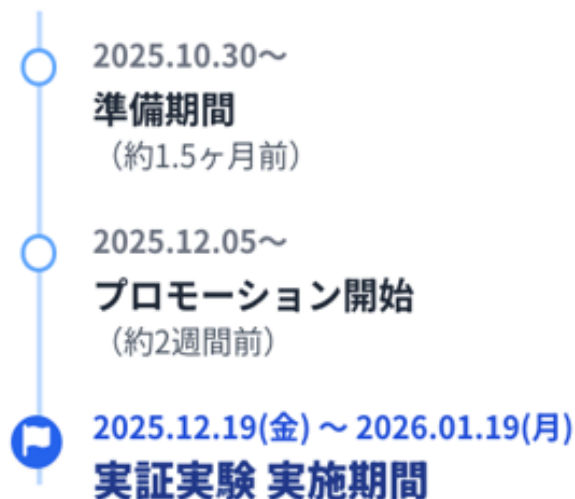 2025.10.30～
準備期間
（約1.5ヶ月前）
2025.12.05～
プロモーション開始
（約2週間前）
2025.12.19(金) ～ 2026.01.19(月)
実証実験 実施期間